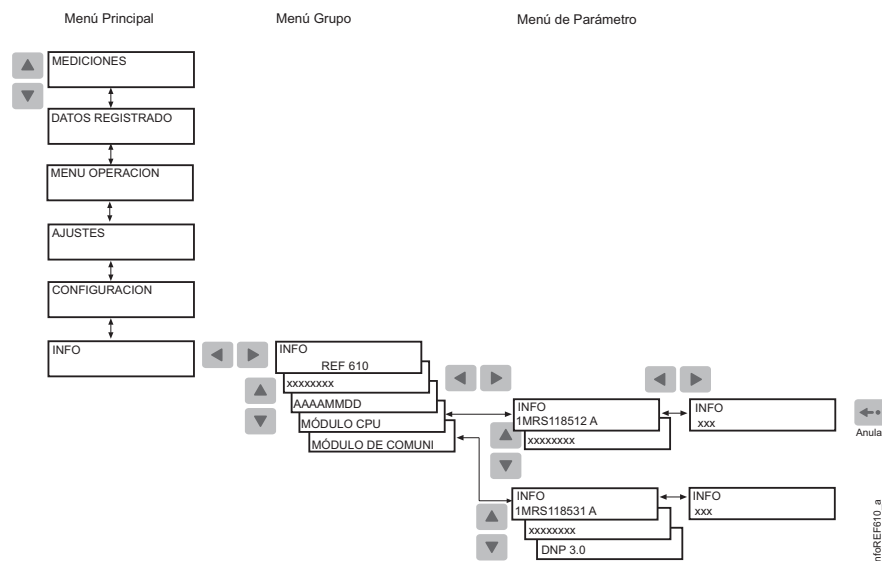 Menú Principal
Menú Grupo
Menú de Parámetro
MEDICIONES
DATOS REGISTRADO
MENU OPERACION
AJUSTES
CONFIGURACION
INFO
INFO
REF 610
xxxxxxxx
AAAAMMDD
MÓDULO CPU
MÓDULO DE COMUNI
INFO
1MRS118512 A
xxxxxxxx
INFO
xxx
Anula
INFO
1MRS118531 A
xxxxxxxx
DNP 3.0
INFO
xxx
nfoREF610_a